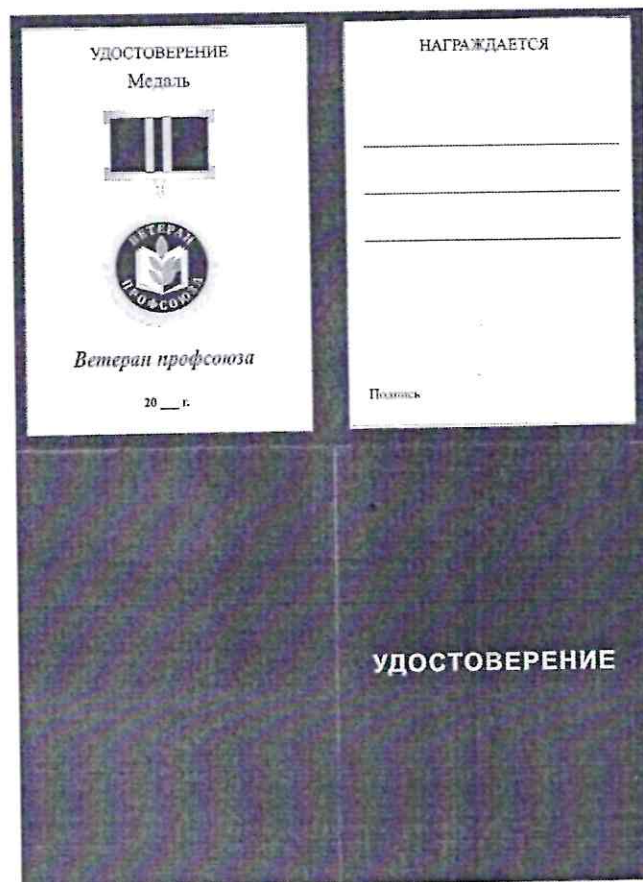 УДОСТОВЕРЕНИЕ
Медаль
ВЕТЕРАН
ПРОФСОЮЗА
Ветеран профсоюза
20 __ г.
НАГРАЖДАЕТСЯ
Подпись
УДОСТОВЕРЕНИЕ